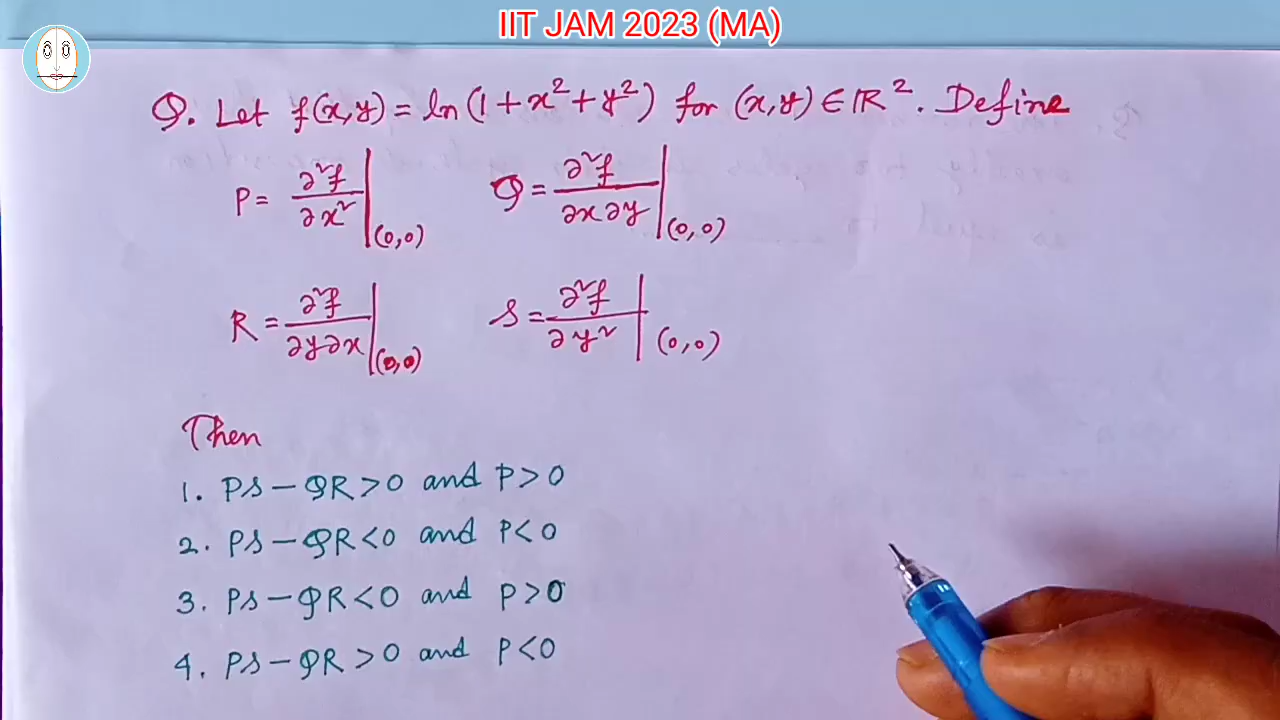 IIT JAM 2023 (MA)
Q. Let f(x,y) = ln(1+x²+y²) for (x,y) ∈ ℝ². Define
P = ∂²f/∂x² |(0,0) Q = ∂²f/∂x∂y |(0,0)
R = ∂²f/∂y∂x |(0,0) S = ∂²f/∂y² |(0,0)
Then
1. PS - QR > 0 and P > 0
2. PS - QR < 0 and P < 0
3. PS - QR < 0 and P > 0
4. PS - QR > 0 and P < 0